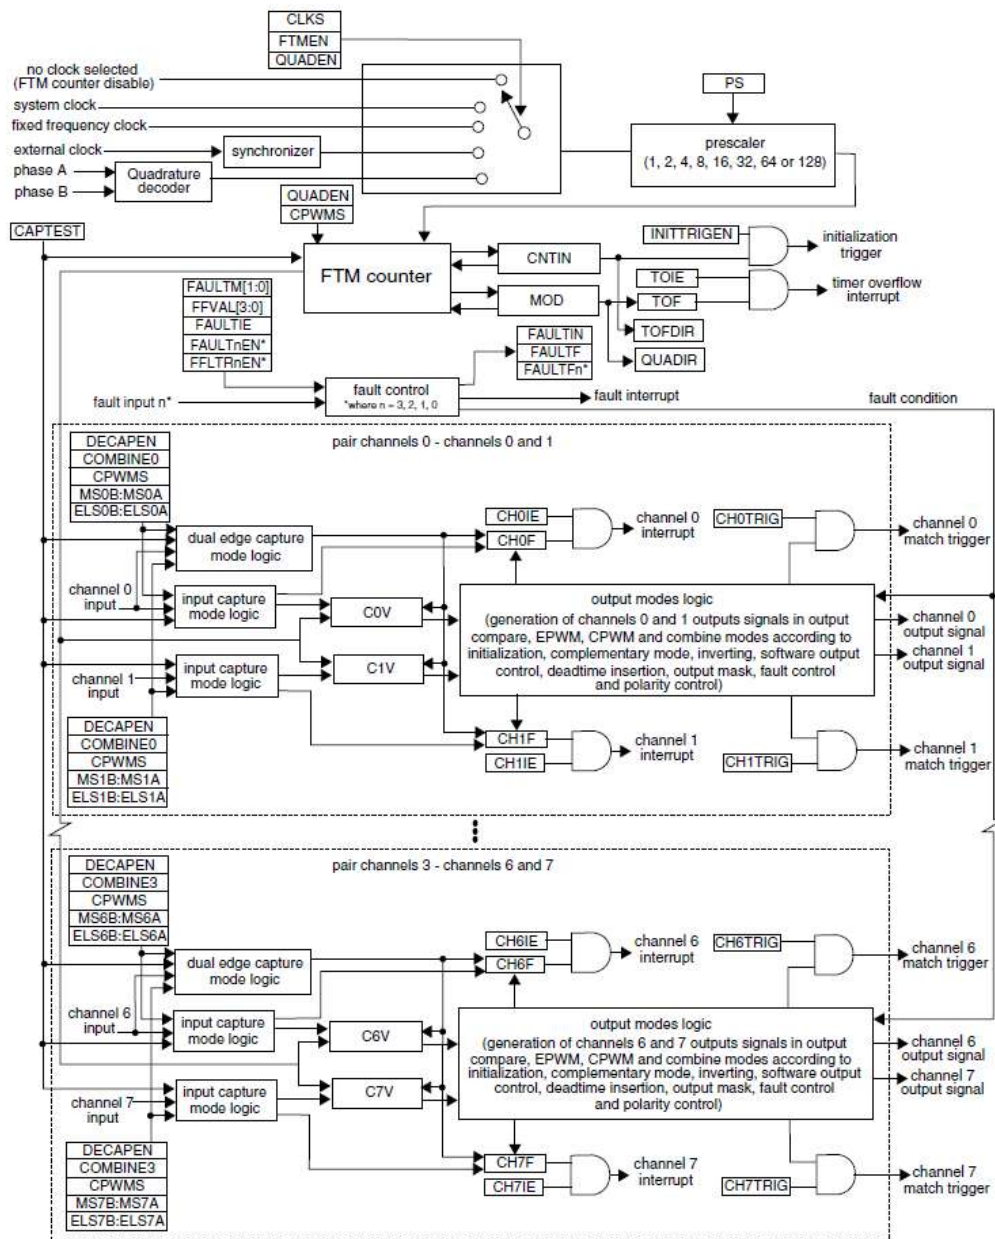 CLKS
FTMEN
QUADEN
no clock selected
(FTM counter disable)
system clock
fixed frequency clock
external clock
synchronizer
phase A
phase B
Quadrature
decoder
PS
prescaler
(1, 2, 4, 8, 16, 32, 64 or 128)
QUADEN
CPWMS
CAPTEST
FTM counter
CNTIN
MOD
INITTRIGEN
initialization
trigger
TOIE
TOF
timer overflow
interrupt
TOFDIR
QUADIR
FAULTM[1:0]
FFVAL[3:0]
FAULTIE
FAULTnEN*
FFLTRnEN*
FAULTIN
FAULTF
FAULTFn*
fault input n*
fault control
*where n = 3, 2, 1, 0
fault interrupt
fault condition
pair channels 0 - channels 0 and 1
DECAPEN
COMBINE0
CPWMS
MS0B:MS0A
ELS0B:ELS0A
dual edge capture
mode logic
channel 0
input
input capture
mode logic
C0V
C1V
channel 1
input
input capture
mode logic
DECAPEN
COMBINE0
CPWMS
MS1B:MS1A
ELS1B:ELS1A
CH0IE
CH0F
channel 0
interrupt
CH0TRIG
channel 0
match trigger
output modes logic
(generation of channels 0 and 1 outputs signals in output
compare, EPWM, CPWM and combine modes according to
initialization, complementary mode, inverting, software output
control, deadtime insertion, output mask, fault control
and polarity control)
channel 0
output signal
channel 1
output signal
CH1F
CH1IE
channel 1
interrupt
CH1TRIG
channel 1
match trigger
pair channels 3 - channels 6 and 7
DECAPEN
COMBINE3
CPWMS
MS6B:MS6A
ELS6B:ELS6A
dual edge capture
mode logic
channel 6
input
input capture
mode logic
C6V
C7V
channel 7
input
input capture
mode logic
DECAPEN
COMBINE3
CPWMS
MS7B:MS7A
ELS7B:ELS7A
CH6IE
CH6F
channel 6
interrupt
CH6TRIG
channel 6
match trigger
output modes logic
(generation of channels 6 and 7 outputs signals in output
compare, EPWM, CPWM and combine modes according to
initialization, complementary mode, inverting, software output
control, deadtime insertion, output mask, fault control
and polarity control)
channel 6
output signal
channel 7
output signal
CH7F
CH7IE
channel 7
interrupt
CH7TRIG
channel 7
match trigger